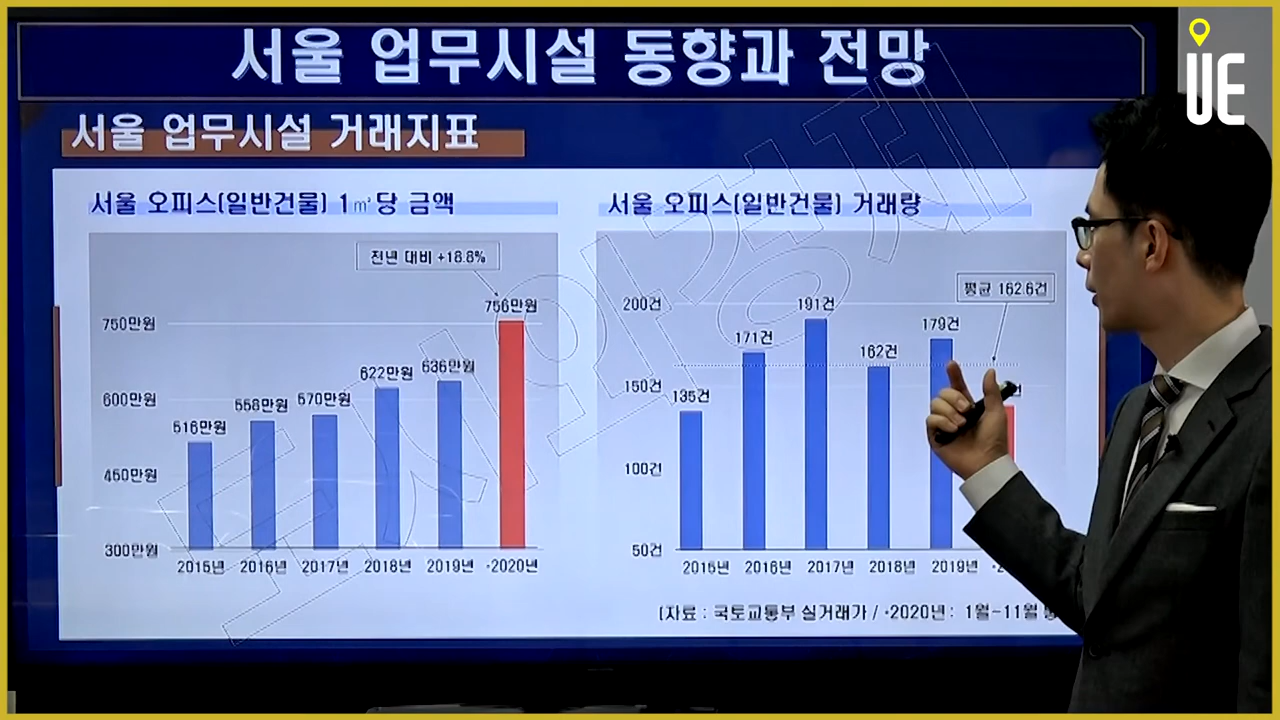 서울 업무시설 동향과 전망
UE
서울 업무시설 거래지표
서울 오피스(일반건물) 1㎡당 금액
전년 대비 +18.8%
756만원
750만원
636만원
622만원
600만원
570만원
558만원
516만원
450만원
300만원
2015년 2016년 2017년 2018년 2019년 ·2020년
서울 오피스(일반건물) 거래량
평균 162.6건
200건
191건
179건
171건
162건
150건
135건
100건
50건
2015년 2016년 2017년 2018년 2019년
(자료 : 국토교통부 실거래가 / ·2020년 : 1월~11월
토지와경제